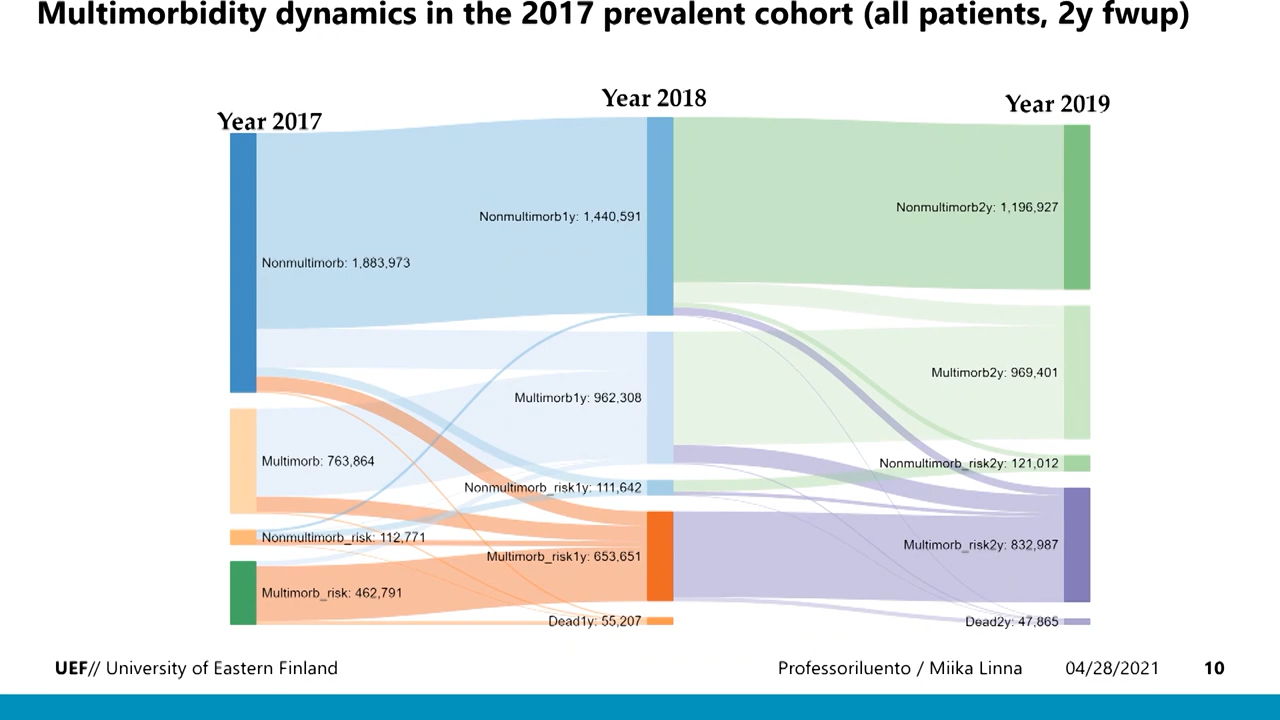 Multimorbidity dynamics in the 2017 prevalent cohort (all patients, 2y fwup)
Year 2017
Year 2018
Year 2019
Nonmultimorb: 1,883,973
Multimorb: 763,864
Nonmultimorb_risk: 112,771
Multimorb_risk: 462,791
Nonmultimorb1y: 1,440,591
Multimorb1y: 962,308
Nonmultimorb_risk1y: 111,642
Multimorb_risk1y: 653,651
Dead1y: 55,207
Nonmultimorb2y: 1,196,927
Multimorb2y: 969,401
Nonmultimorb_risk2y: 121,012
Multimorb_risk2y: 832,987
Dead2y: 47,865
UEF// University of Eastern Finland
Professoriluento / Miika Linna
04/28/2021
10